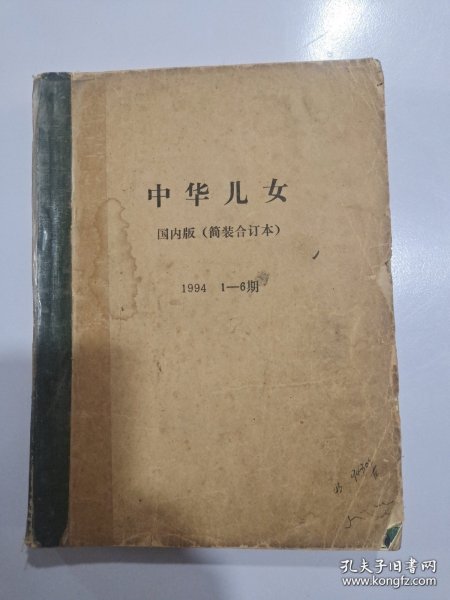 中华儿女
国内版（简装合订本）
1994 1—6期
孔夫子旧书网
www.kongfz.com